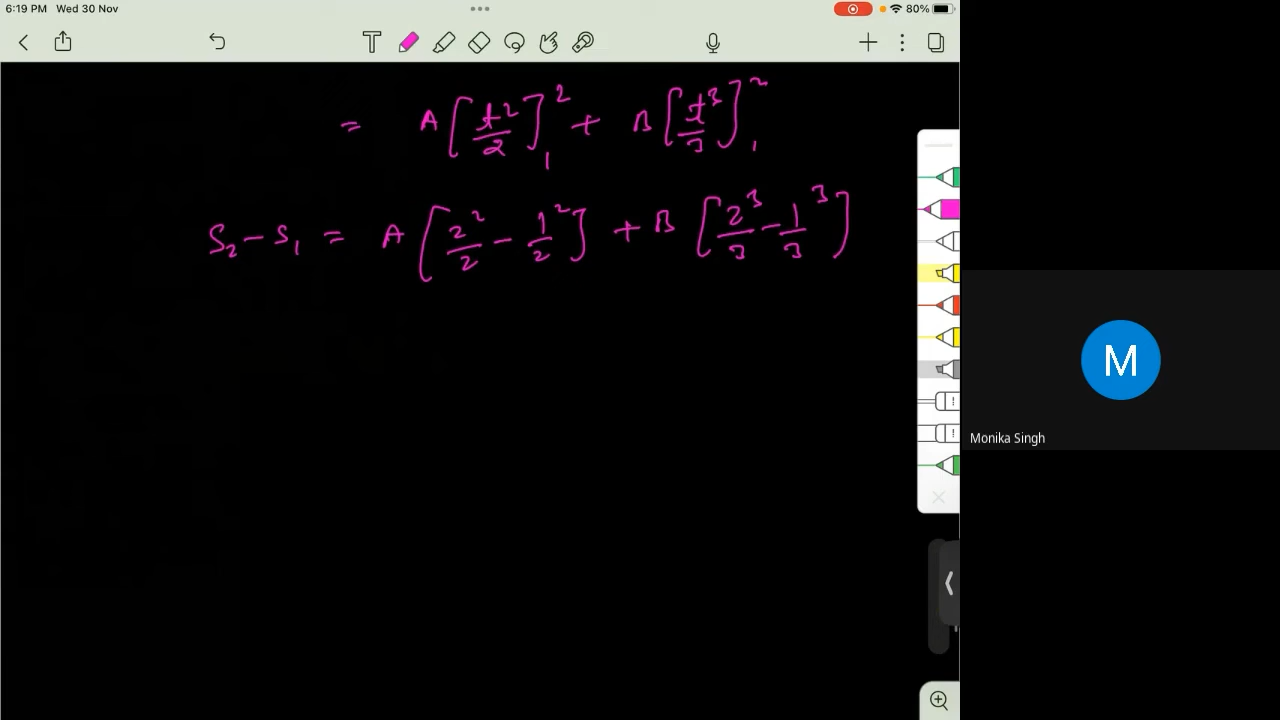 6:19 PM Wed 30 Nov
80%
= A[t²/2]₁² + B[t³/3]₁²
S₂ - S₁ = A[2²/2 - 1²/2] + B[2³/3 - 1³/3]
M
Monika Singh